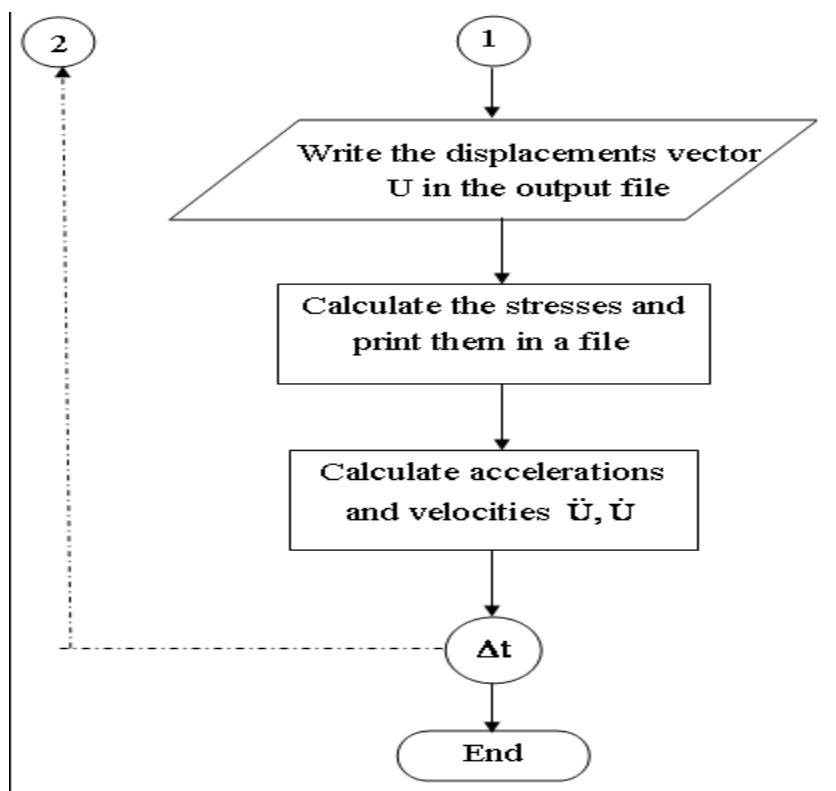 2
1
Write the displacements vector
U in the output file
Calculate the stresses and
print them in a file
Calculate accelerations
and velocities Ü, U̇
Δt
End